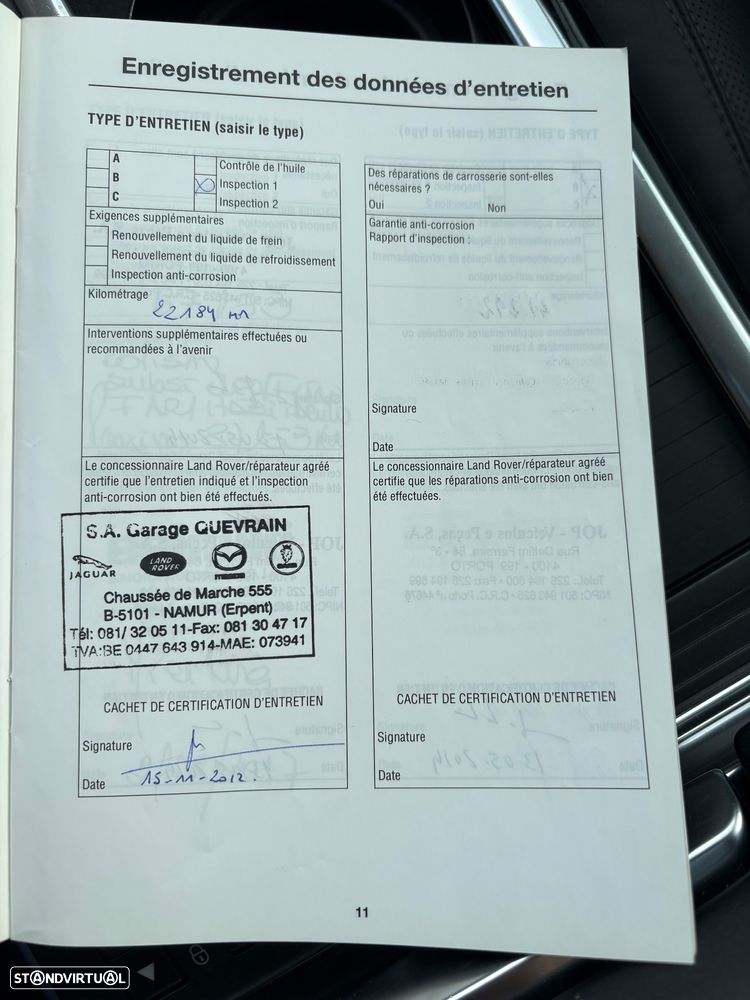 Enregistrement des données d'entretien
TYPE D'ENTRETIEN (saisir le type)
A
B
C
Contrôle de l'huile
Inspection 1
Inspection 2
Exigences supplémentaires
Renouvellement du liquide de frein
Renouvellement du liquide de refroidissement
Inspection anti-corrosion
Kilométrage
22184 km
Interventions supplémentaires effectuées ou
recommandées à l'avenir
Le concessionnaire Land Rover/réparateur agréé
certifie que l'entretien indiqué et l'inspection
anti-corrosion ont bien été effectués.
S.A. Garage QUEVRAIN
JAGUAR
LAND
ROVER
mazda
Chaussée de Marche 555
B-5101 - NAMUR (Erpent)
Tél: 081/ 32 05 11-Fax: 081 30 47 17
TVA:BE 0447 643 914-MAE: 073941
CACHET DE CERTIFICATION D'ENTRETIEN
Signature
Date
15-11-2012.
Des réparations de carrosserie sont-elles
nécessaires ?
Oui Non
Garantie anti-corrosion
Rapport d'inspection :
Signature
Date
Le concessionnaire Land Rover/réparateur agréé
certifie que les réparations anti-corrosion ont bien
été effectuées.
CACHET DE CERTIFICATION D'ENTRETIEN
Signature
Date
11
STANDVIRTUAL